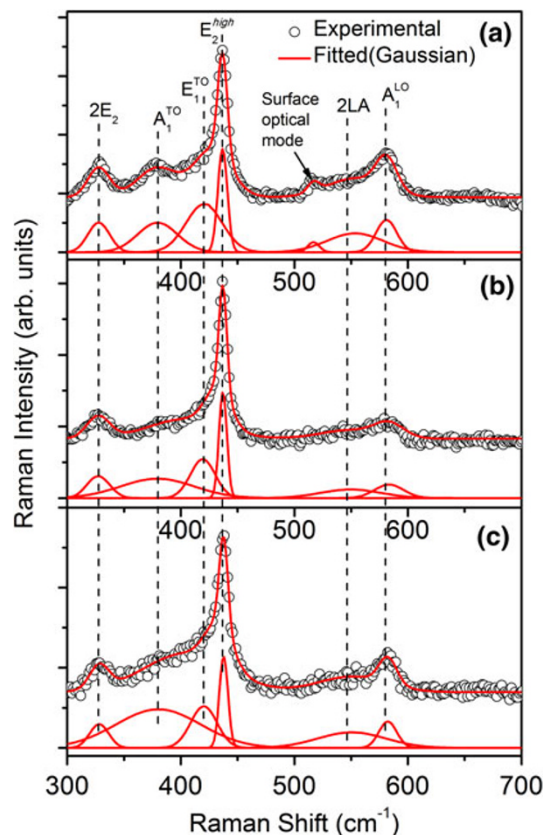 E₂ʰⁱᵍʰ
○ Experimental (a)
— Fitted(Gaussian)
2E₂ A₁ᵀᴼ E₁ᵀᴼ Surface optical mode 2LA A₁ᴸᴼ
400 500 600
(b)
400 500 600
(c)
Raman Intensity (arb. units)
300 400 500 600 700
Raman Shift (cm⁻¹)